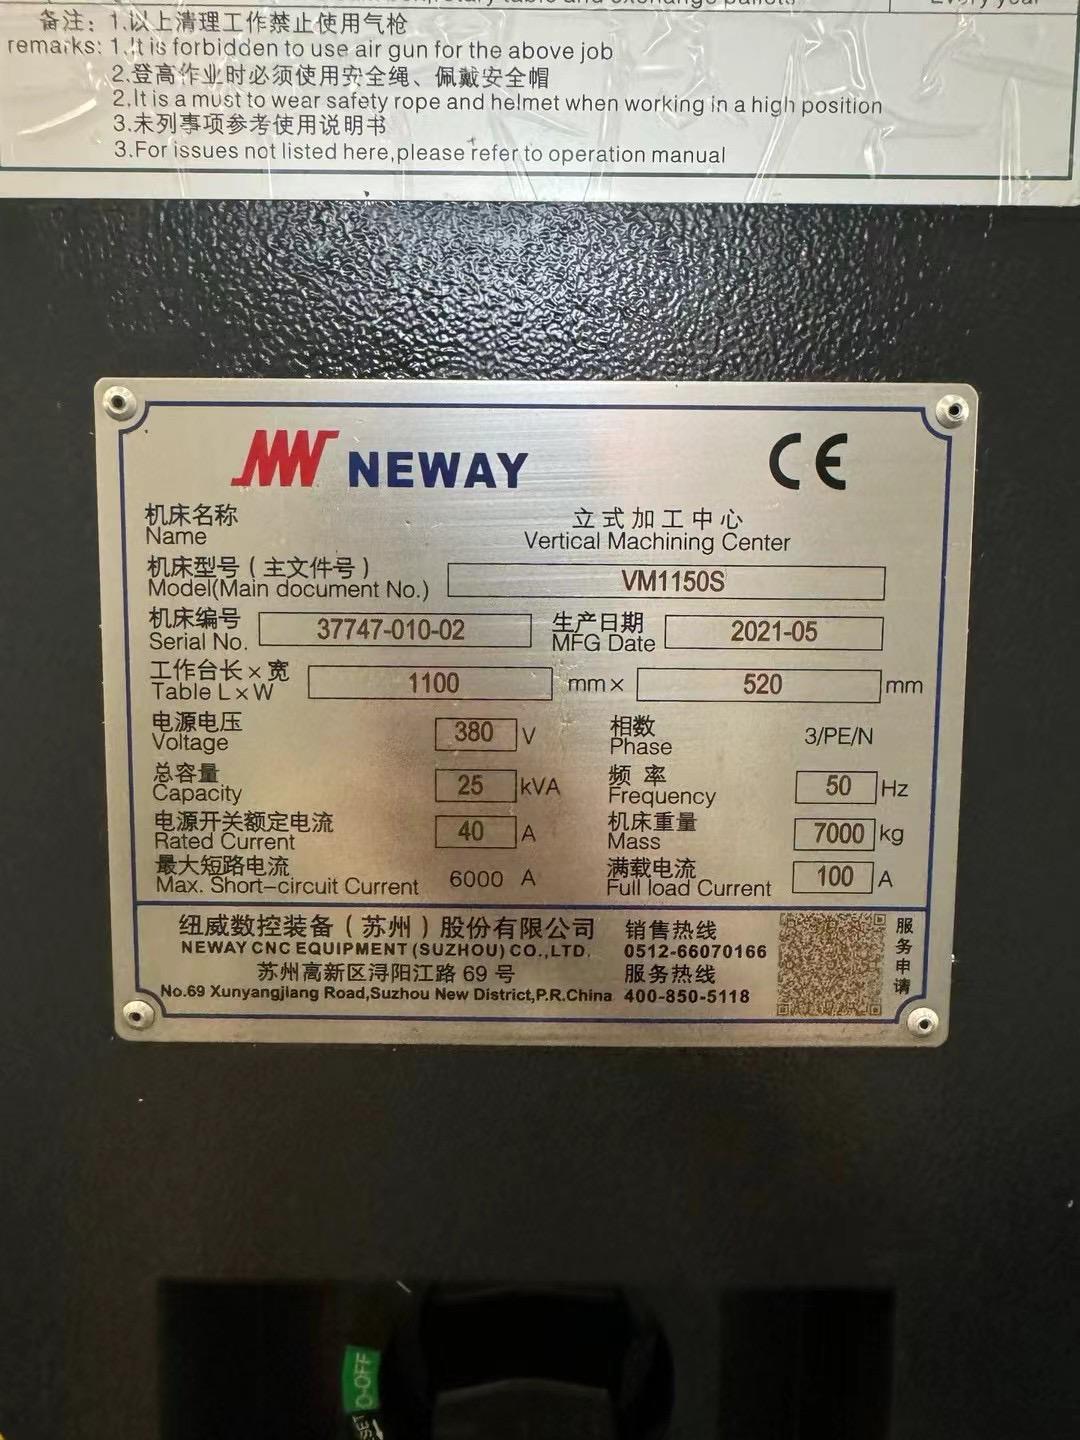 rotary table and exchange pallets
Every year
备注：1.以上清理工作禁止使用气枪
remarks: 1.It is forbidden to use air gun for the above job
2.登高作业时必须使用安全绳、佩戴安全帽
2.It is a must to wear safety rope and helmet when working in a high position
3.未列事项参考使用说明书
3.For issues not listed here,please refer to operation manual
NEWAY CE
机床名称 立式加工中心
Name Vertical Machining Center
机床型号（主文件号）
Model(Main document No.) VM1150S
机床编号 生产日期
Serial No. 37747-010-02 MFG Date 2021-05
工作台长×宽
Table L×W 1100 mm× 520 mm
电源电压 相数
Voltage 380 V Phase 3/PE/N
总容量 频 率
Capacity 25 kVA Frequency 50 Hz
电源开关额定电流 机床重量
Rated Current 40 A Mass 7000 kg
最大短路电流 满载电流
Max. Short-circuit Current 6000 A Full load Current 100 A
纽威数控装备（苏州）股份有限公司 销售热线
NEWAY CNC EQUIPMENT (SUZHOU) CO.,LTD. 0512-66070166
苏州高新区浔阳江路 69 号 服务热线
No.69 Xunyangjiang Road,Suzhou New District,P.R.China 400-850-5118
服务申请
O-OFF
SET